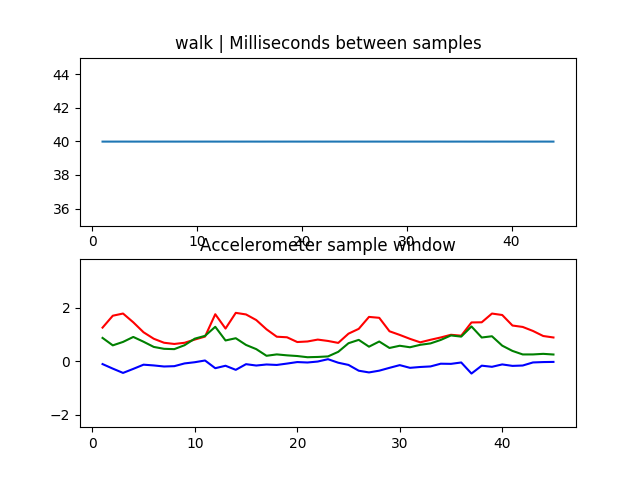 walk | Milliseconds between samples
44
42
40
38
36
0 10 20 30 40
Accelerometer sample window
2
0
−2
0 10 20 30 40